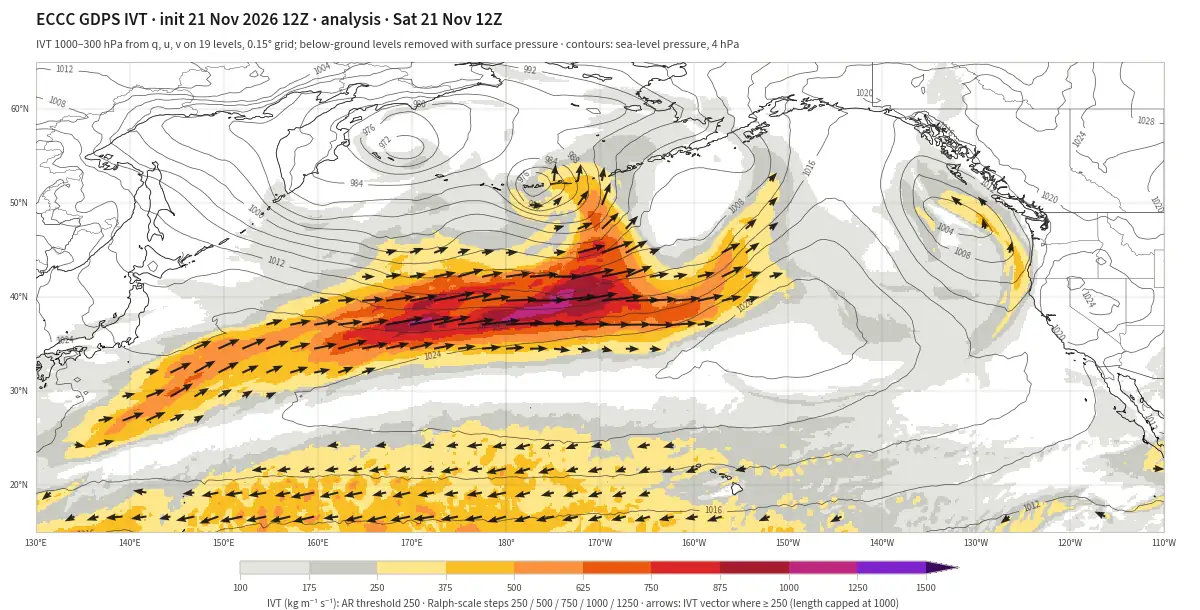 ECCC GDPS IVT · init 21 Nov 2026 12Z · analysis · Sat 21 Nov 12Z
IVT 1000–300 hPa from q, u, v on 19 levels, 0.15° grid; below-ground levels removed with surface pressure · contours: sea-level pressure, 4 hPa
1012
1004
992
1008
980
1020
1028
976
972
1024
984
984
976
1016
1020
1020
1008
1004
1008
1012
1024
1020
1020
1024
1024
1016
1012
60°N
50°N
40°N
30°N
20°N
130°E
140°E
150°E
160°E
170°E
180°
170°W
160°W
150°W
140°W
130°W
120°W
110°W
100
175
250
375
500
625
750
875
1000
1250
1500
IVT (kg m⁻¹ s⁻¹): AR threshold 250 · Ralph-scale steps 250 / 500 / 750 / 1000 / 1250 · arrows: IVT vector where ≥ 250 (length capped at 1000)